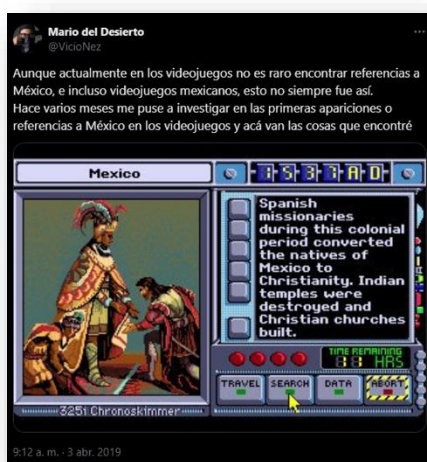 Mario del Desierto
@VicioNez
Aunque actualmente en los videojuegos no es raro encontrar referencias a
México, e incluso videojuegos mexicanos, esto no siempre fue así.
Hace varios meses me puse a investigar en las primeras apariciones o
referencias a México en los videojuegos y acá van las cosas que encontré
Mexico
1537AD
Spanish
missionaries
during this colonial
period converted
the natives of
Mexico to
Christianity. Indian
temples were
destroyed and
Christian churches
built.
TIME REMAINING
11 HRS
TRAVEL
SEARCH
DATA
ABORT
325i Chronoskimmer
9:12 a. m. · 3 abr. 2019